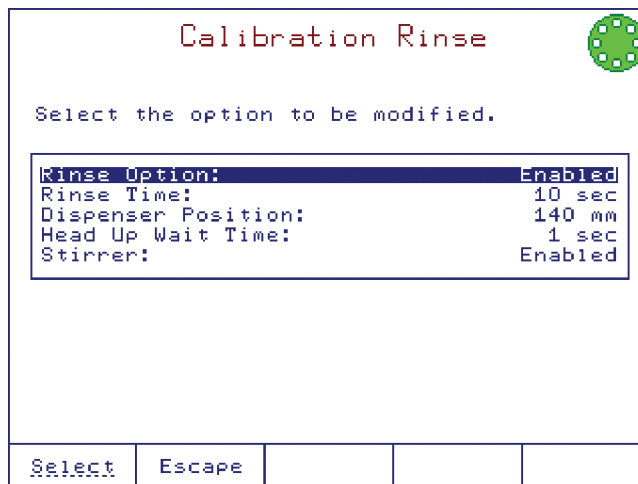 Calibration Rinse
Select the option to be modified.
Rinse Option: Enabled
Rinse Time: 10 sec
Dispenser Position: 140 mm
Head Up Wait Time: 1 sec
Stirrer: Enabled
Select Escape